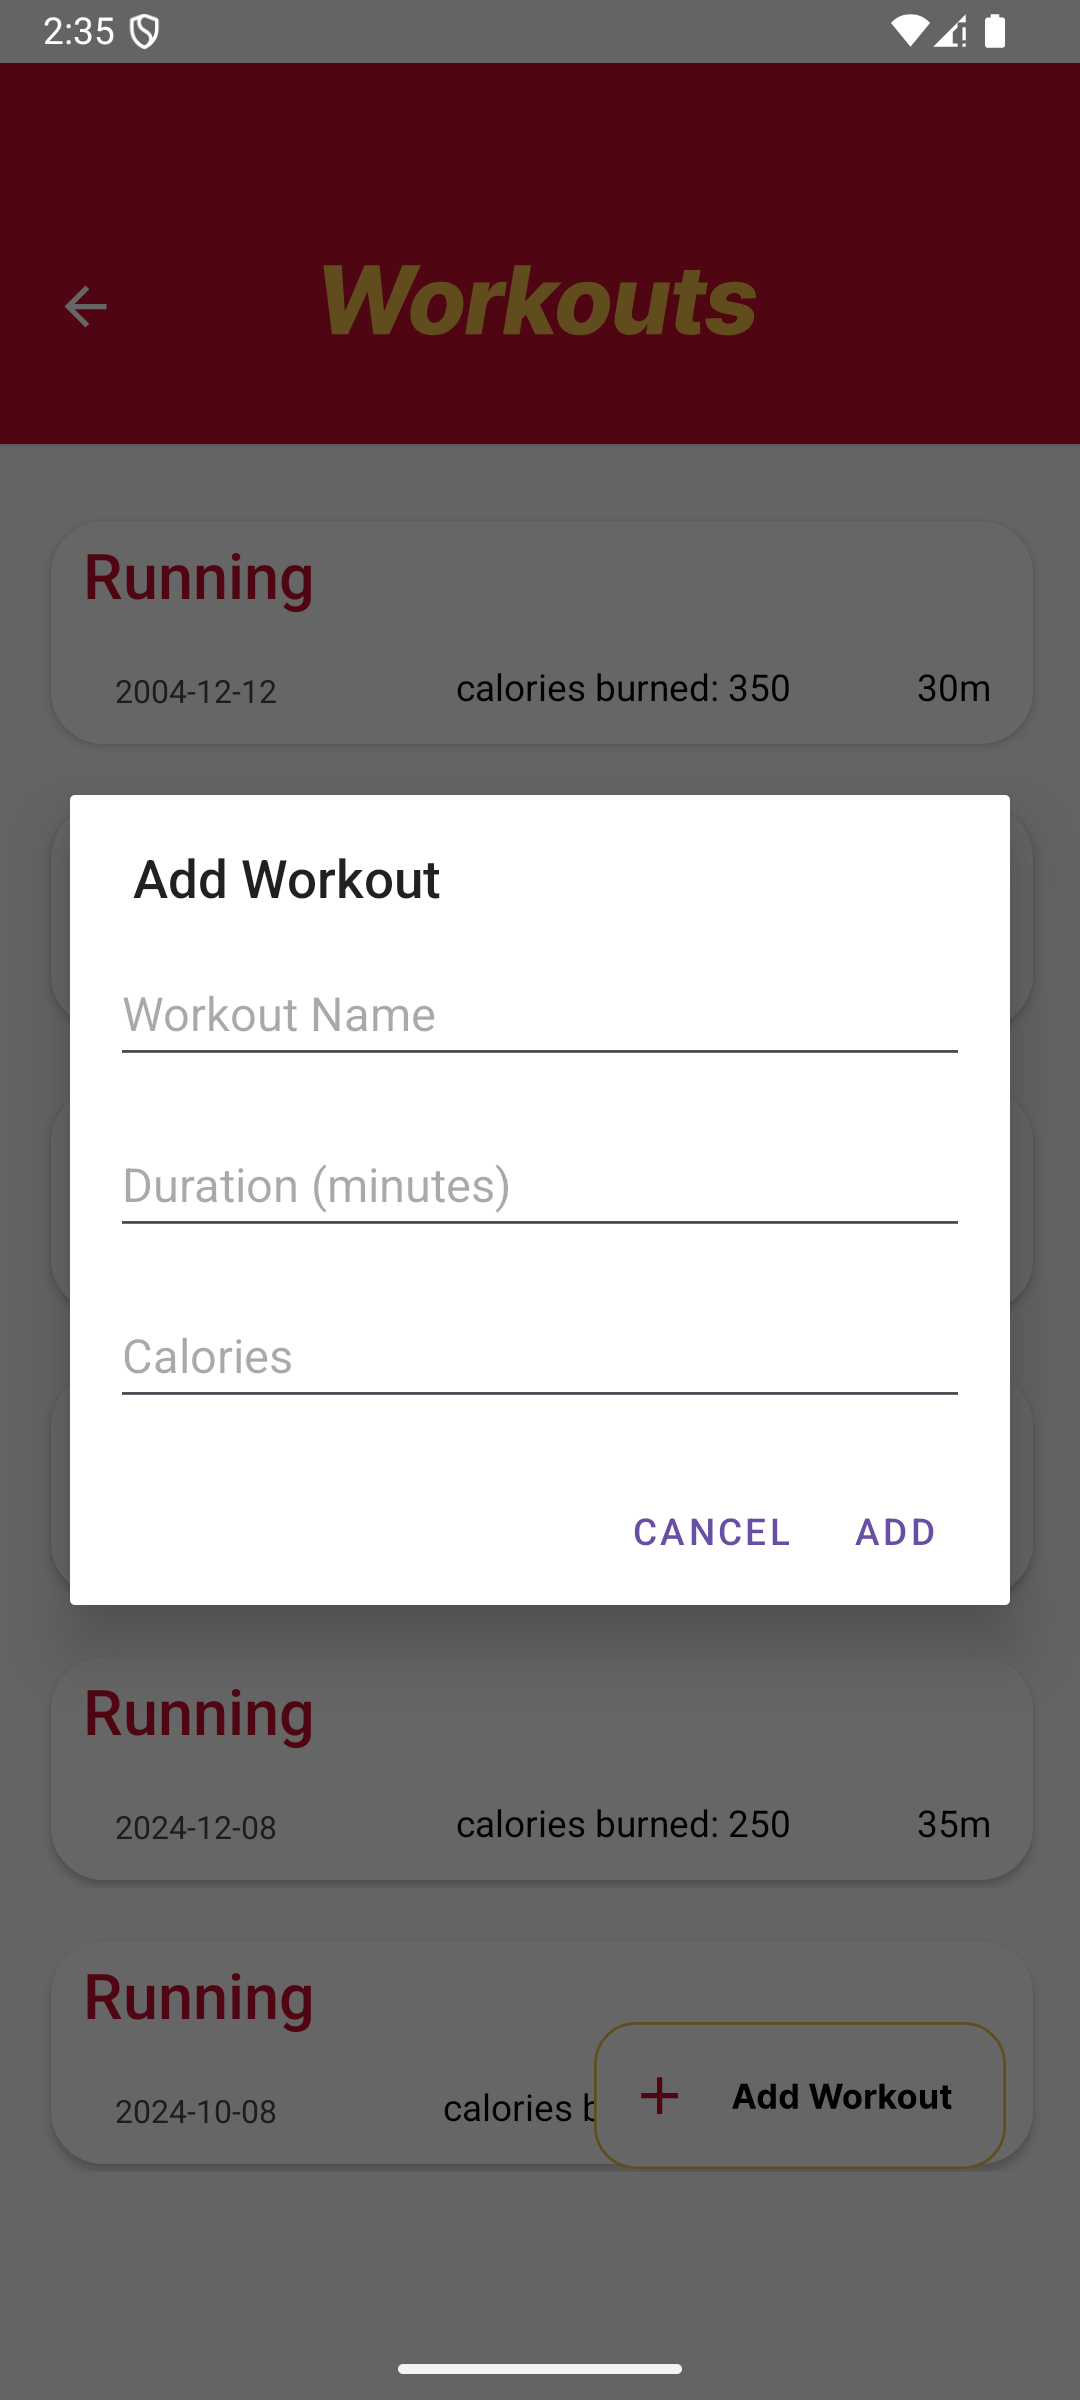 2:35
Workouts
Running
2004-12-12 calories burned: 350 30m
Add Workout
Workout Name
Duration (minutes)
Calories
CANCEL ADD
Running
2024-12-08 calories burned: 250 35m
Running
2024-10-08 calories b
Add Workout